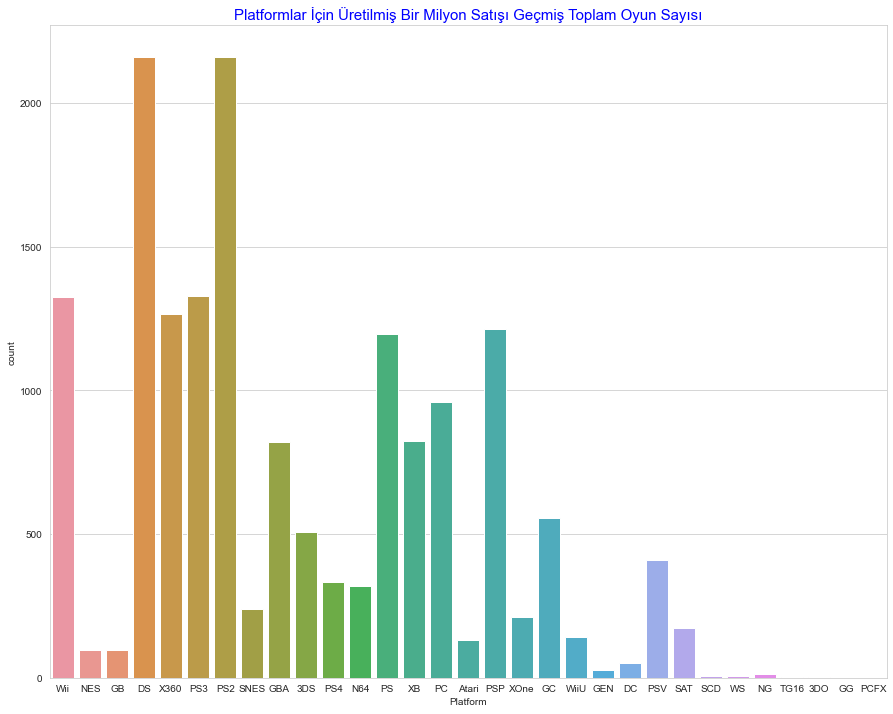 Platformlar İçin Üretilmiş Bir Milyon Satışı Geçmiş Toplam Oyun Sayısı
2000
1500
1000
500
0
count
Wii NES GB DS X360 PS3 PS2 SNES GBA 3DS PS4 N64 PS XB PC Atari PSP XOne GC WiiU GEN DC PSV SAT SCD WS NG TG16 3DO GG PCFX
Platform